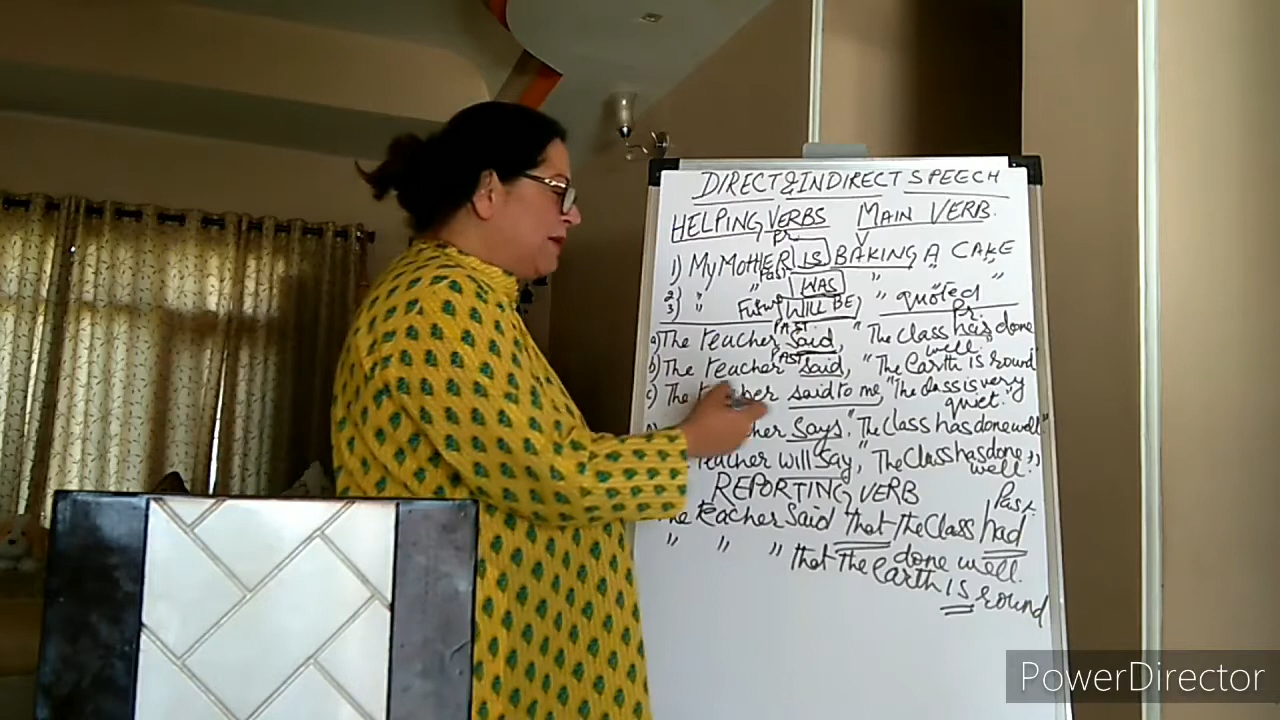 DIRECT & INDIRECT SPEECH
HELPING VERBS MAIN VERB.
Pr. V
1) My MOTHER IS BAKING A CAKE
Past
2) " " WAS " " " "
3) " Future WILL BE, " quoted
PAST Pr.
a) The teacher said, "The class has done well.
PAST
b) The teacher said, "The Earth is round"
c) The teacher said to me, "The class is very quiet."
Says, "The class has done well"
teacher will say, "The class has done well."
REPORTING VERB
Past
teacher said that the class had
done well.
" " " that the earth is round
PowerDirector